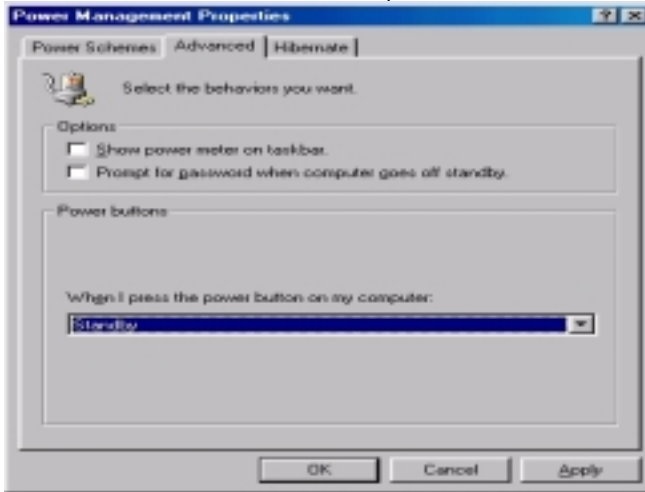 Power Management Properties
Power Schemes Advanced Hibernate
Select the behaviors you want.
Options
Show power meter on taskbar.
Prompt for password when computer goes off standby.
Power buttons
When I press the power button on my computer:
Standby
OK Cancel Apply